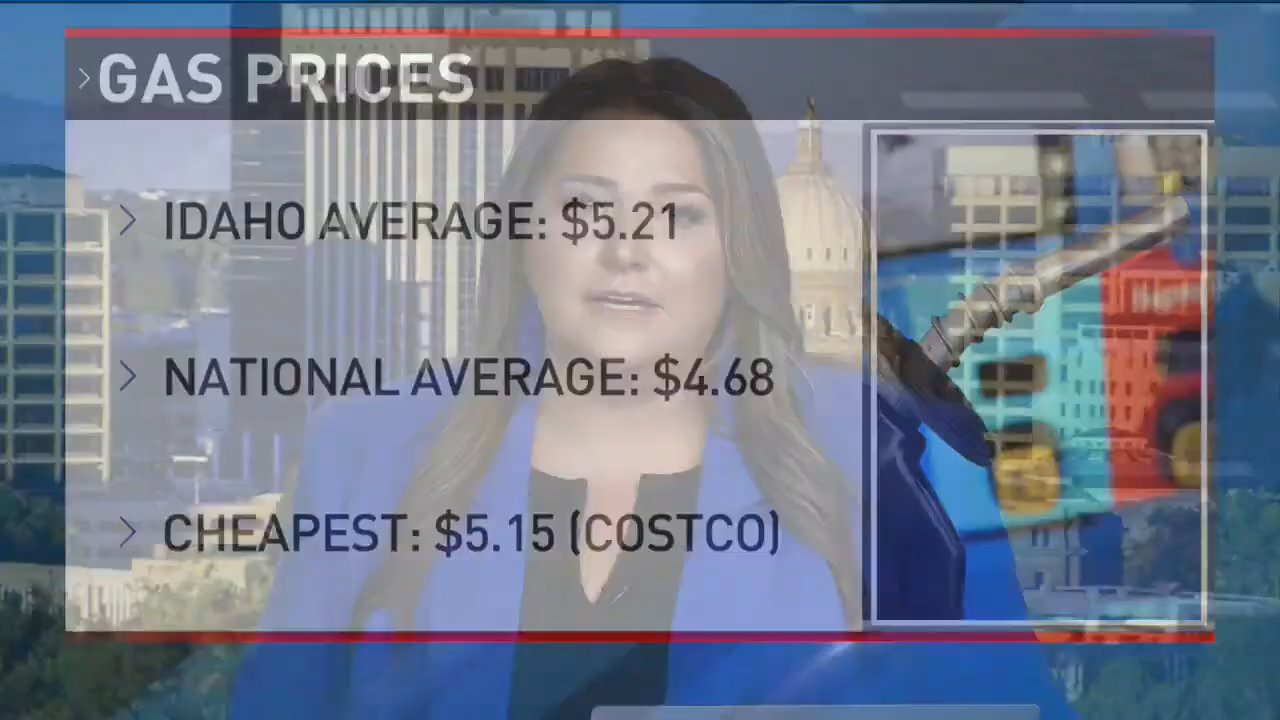 GAS PRICES
IDAHO AVERAGE: $5.21
NATIONAL AVERAGE: $4.68
CHEAPEST: $5.15 (COSTCO)